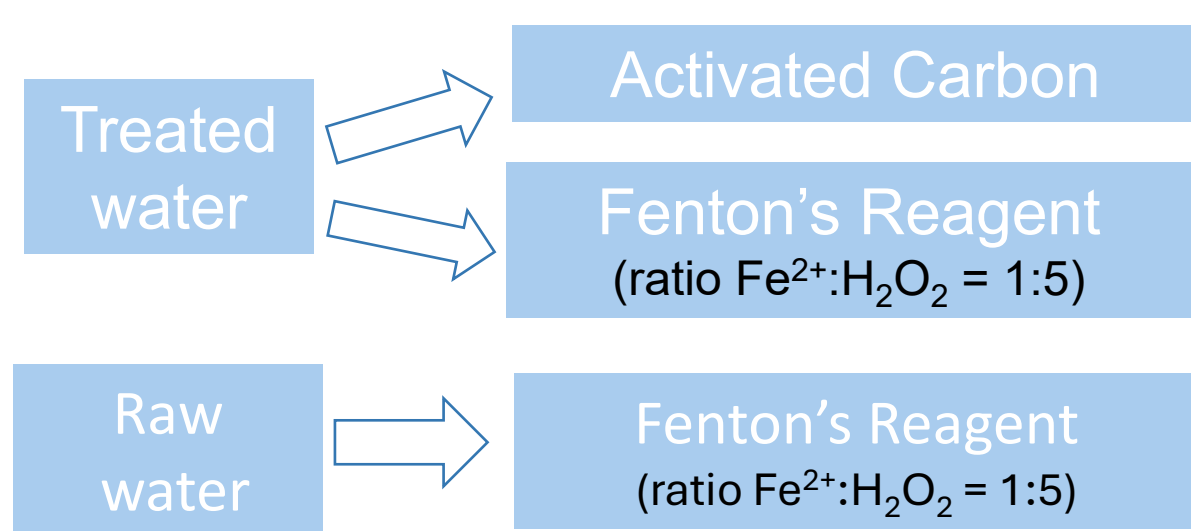 Treated
water
Activated Carbon
Fenton’s Reagent
(ratio Fe²⁺:H₂O₂ = 1:5)
Raw
water
Fenton’s Reagent
(ratio Fe²⁺:H₂O₂ = 1:5)